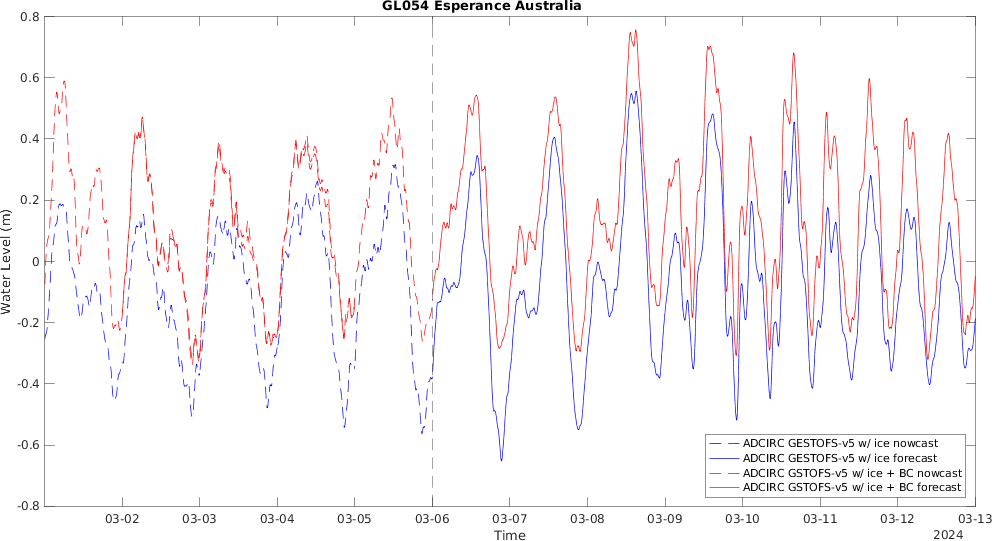 GL054 Esperance Australia
Water Level (m)
0.8
0.6
0.4
0.2
0
-0.2
-0.4
-0.6
-0.8
ADCIRC GESTOFS-v5 w/ ice nowcast
ADCIRC GESTOFS-v5 w/ ice forecast
ADCIRC GSTOFS-v5 w/ ice + BC nowcast
ADCIRC GSTOFS-v5 w/ ice + BC forecast
03-02 03-03 03-04 03-05 03-06 03-07 03-08 03-09 03-10 03-11 03-12 03-13
Time
2024